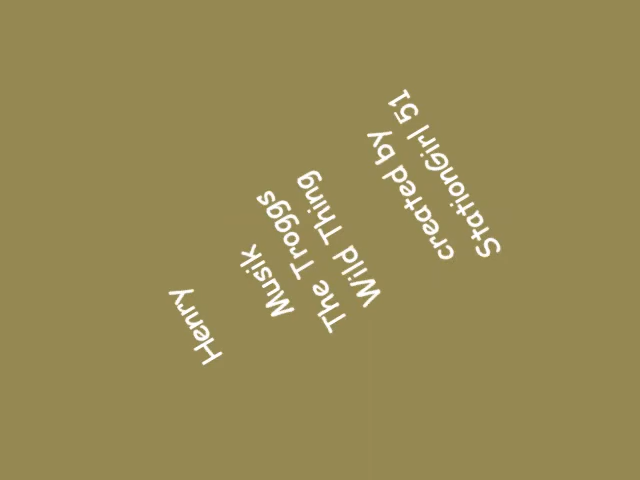 Henry
Musik
The Troggs
Wild Thing
created by
StationGirl 51